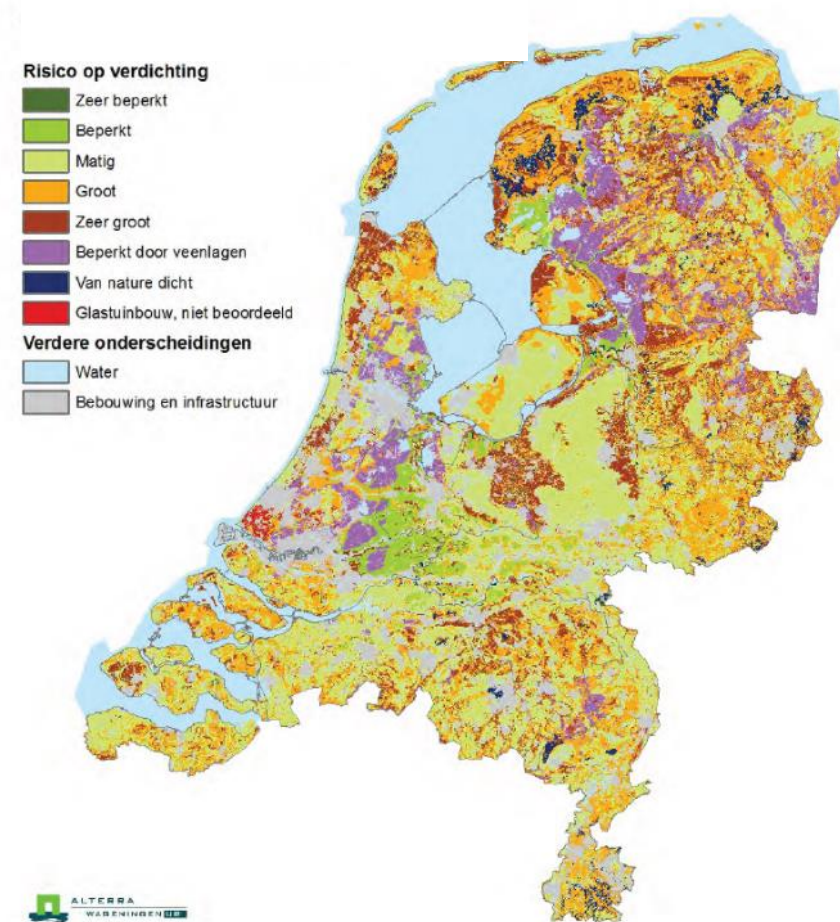 Risico op verdichting
Zeer beperkt
Beperkt
Matig
Groot
Zeer groot
Beperkt door veenlagen
Van nature dicht
Glastuinbouw, niet beoordeeld
Verdere onderscheidingen
Water
Bebouwing en infrastructuur
ALTERRA
WAGENINGEN UR